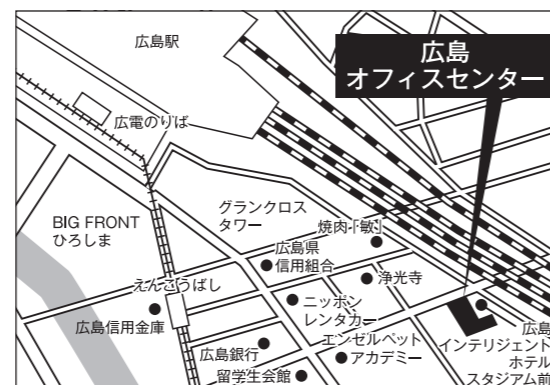 広島駅
広島
オフィスセンター
広電のりば
グランクロス
タワー
BIG FRONT
ひろしま
焼肉「敏」
広島県
信用組合
浄光寺
えんこうばし
ニッポン
レンタカー
広島信用金庫
エンゼルペット
アカデミー
広島銀行
留学生会館
広島
インテリジェント
ホテル
スタジアム前